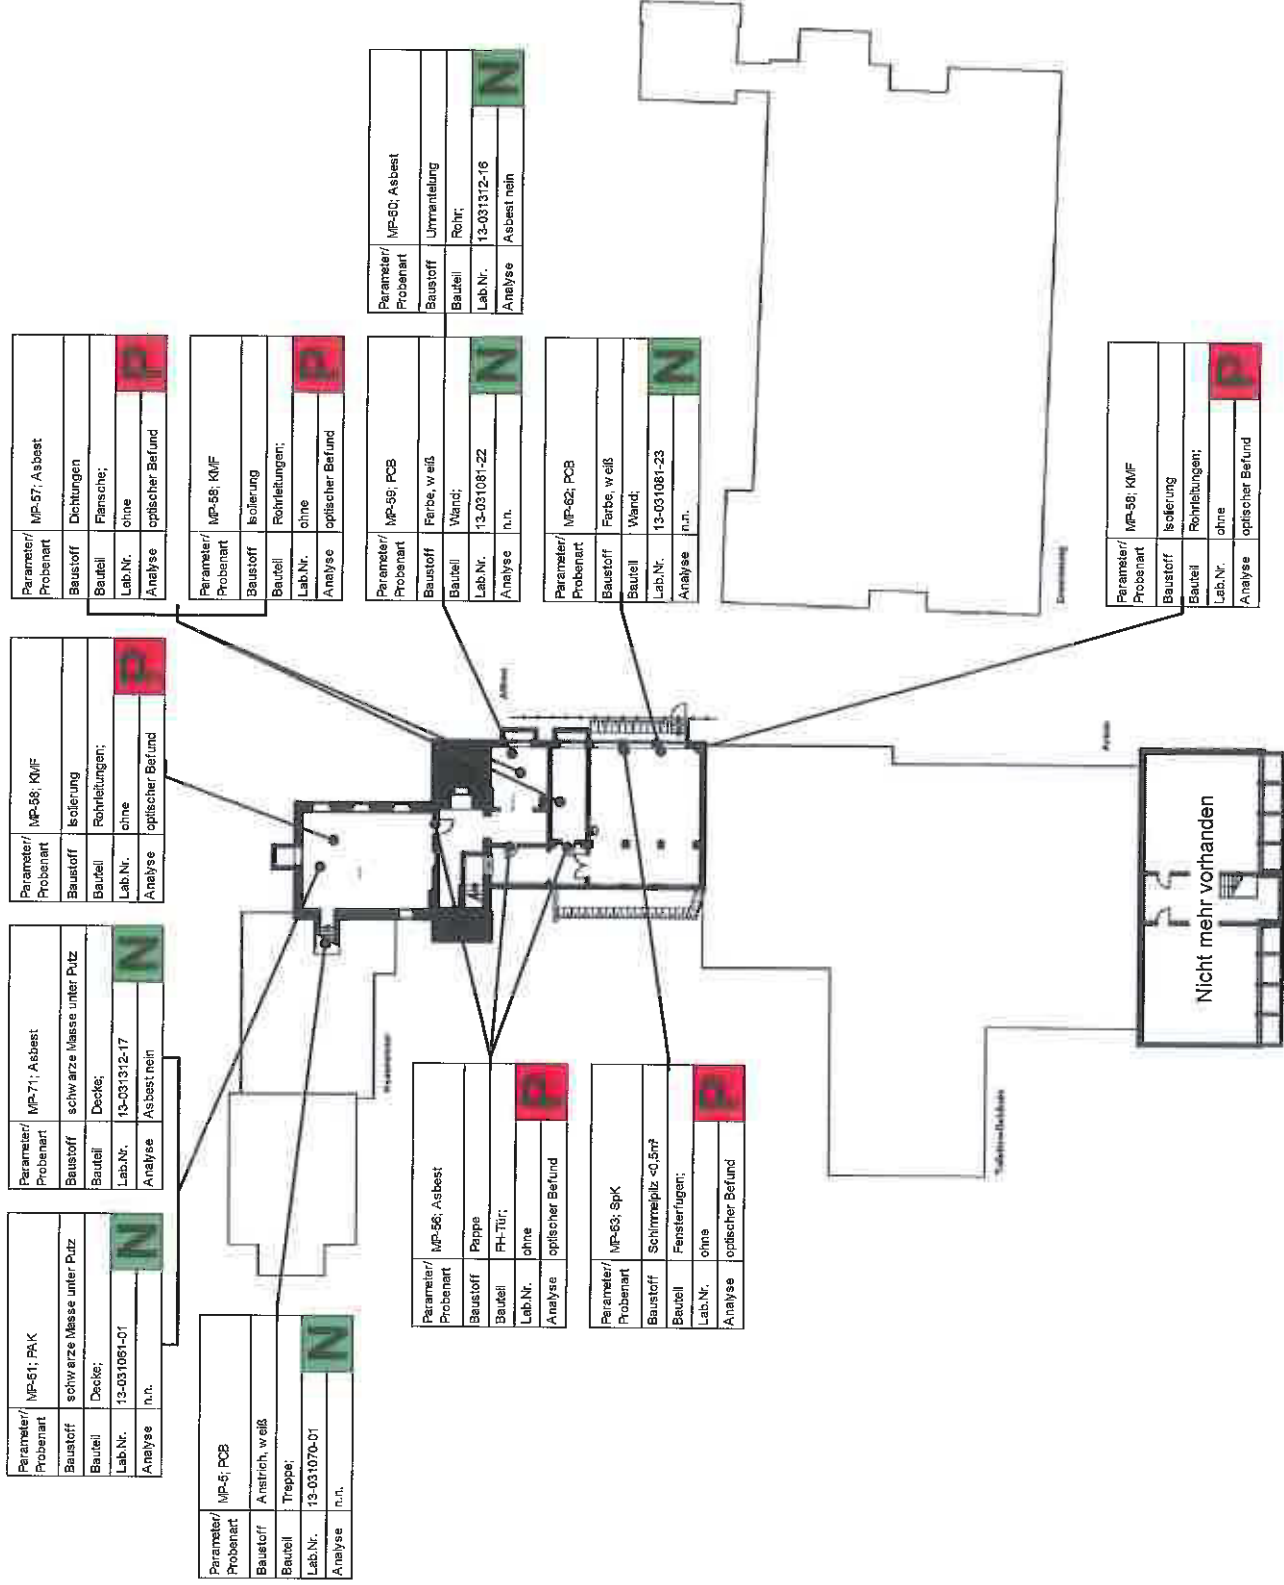 Parameter/ Probenart MP-61; PAK
Baustoff schwarze Masse unter Putz
Bauteil Decke;
Lab.Nr. 13-031061-01
Analyse n.n.
N
Parameter/ Probenart MP-71; Asbest
Baustoff schwarze Masse unter Putz
Bauteil Decke;
Lab.Nr. 13-031312-17
Analyse Asbest nein
N
Parameter/ Probenart MP-58; KMF
Baustoff Isolierung
Bauteil Rohrleitungen;
Lab.Nr. ohne
Analyse optischer Befund
P
Parameter/ Probenart MP-57; Asbest
Baustoff Dichtungen
Bauteil Flansche;
Lab.Nr. ohne
Analyse optischer Befund
P
Parameter/ Probenart MP-58; KMF
Baustoff Isolierung
Bauteil Rohrleitungen;
Lab.Nr. ohne
Analyse optischer Befund
P
Parameter/ Probenart MP-5; PCB
Baustoff Anstrich, weiß
Bauteil Treppe;
Lab.Nr. 13-031070-01
Analyse n.n.
N
Parameter/ Probenart MP-59; PCB
Baustoff Farbe, weiß
Bauteil Wand;
Lab.Nr. 13-031081-22
Analyse n.n.
N
Parameter/ Probenart MP-60; Asbest
Baustoff Ummantelung
Bauteil Rohr;
Lab.Nr. 13-031312-16
Analyse Asbest nein
N
Parameter/ Probenart MP-56; Asbest
Baustoff Pappe
Bauteil FH-Tür;
Lab.Nr. ohne
Analyse optischer Befund
P
Parameter/ Probenart MP-62; PCB
Baustoff Farbe, weiß
Bauteil Wand;
Lab.Nr. 13-031081-23
Analyse n.n.
N
Parameter/ Probenart MP-63; SpK
Baustoff Schimmelpilz <0,5m²
Bauteil Fensterfugen;
Lab.Nr. ohne
Analyse optischer Befund
P
Altbau
Parameter/ Probenart MP-58; KMF
Baustoff Isolierung
Bauteil Rohrleitungen;
Lab.Nr. ohne
Analyse optischer Befund
P
Nicht mehr vorhanden